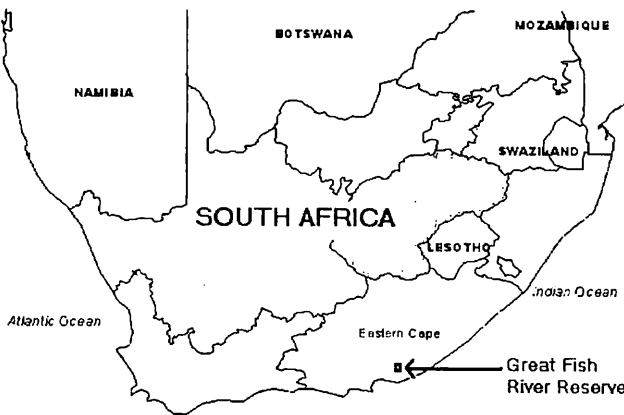 BOTSWANA
MOZAMBIQUE
NAMIBIA
SWAZILAND
SOUTH AFRICA
LESOTHO
Indian Ocean
Atlantic Ocean
Eastern Cape
Great Fish
River Reserve